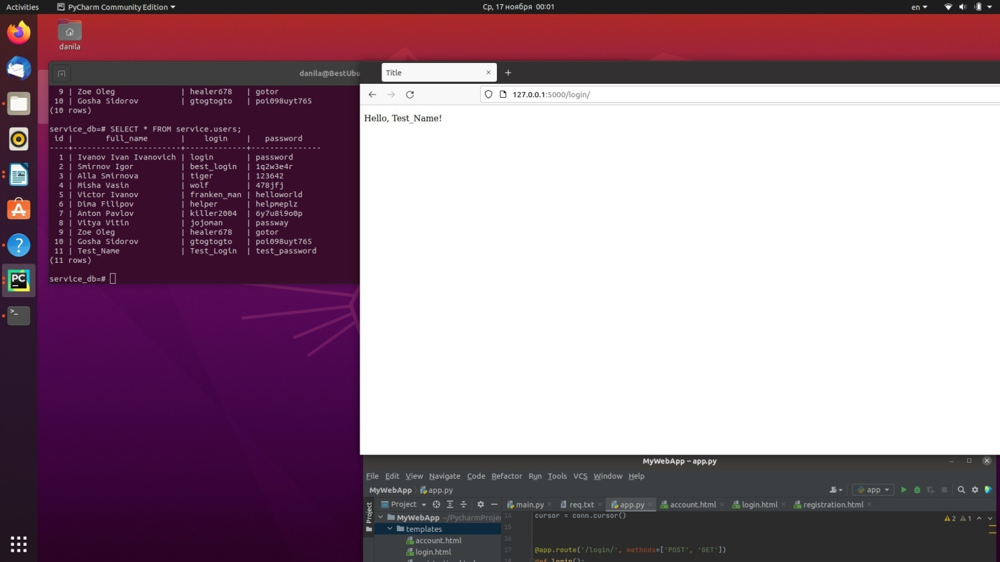 Activities PyCharm Community Edition Ср, 17 ноября 00:01 en
danila
danila@BestUbu
9 | Zoe Oleg | healer678 | gotor
10 | Gosha Sidorov | gtogtogto | poi098uyt765
(10 rows)
service_db=# SELECT * FROM service.users;
id | full_name | login | password
----+-----------------------+-------------+---------------
1 | Ivanov Ivan Ivanovich | login | password
2 | Smirnov Igor | best_login | 1q2w3e4r
3 | Alla Smirnova | tiger | 123642
4 | Misha Vasin | wolf | 478jfj
5 | Victor Ivanov | franken_man | helloworld
6 | Dima Filipov | helper | helpmeplz
7 | Anton Pavlov | killer2004 | 6y7u8i9o0p
8 | Vitya Vitin | jojoman | passway
9 | Zoe Oleg | healer678 | gotor
10 | Gosha Sidorov | gtogtogto | poi098uyt765
11 | Test_Name | Test_Login | test_password
(11 rows)
service_db=#
Title
127.0.0.1:5000/login/
Hello, Test_Name!
MyWebApp – app.py
File Edit View Navigate Code Refactor Run Tools VCS Window Help
MyWebApp app.py app
Project main.py req.txt app.py account.html login.html registration.html
Project
MyWebApp ~/PycharmProje
templates
account.html
login.html
14 cursor = conn.cursor() 2 1
15
16
17 @app.route('/login/', methods=['POST', 'GET'])
18 def login():